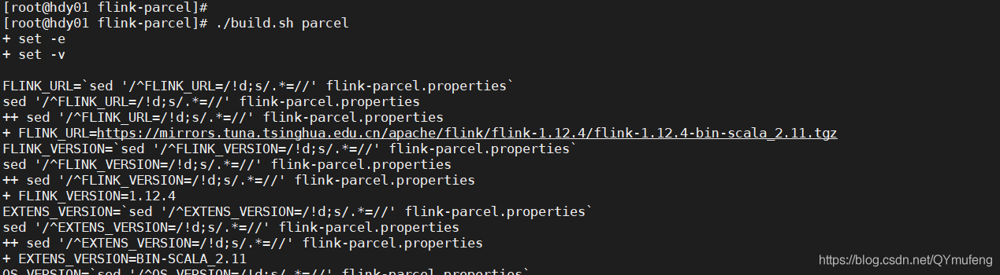 [root@hdy01 flink-parcel]#
[root@hdy01 flink-parcel]# ./build.sh parcel
+ set -e
+ set -v
FLINK_URL=`sed '/^FLINK_URL=/!d;s/.*=//' flink-parcel.properties`
sed '/^FLINK_URL=/!d;s/.*=//' flink-parcel.properties
++ sed '/^FLINK_URL=/!d;s/.*=//' flink-parcel.properties
+ FLINK_URL=https://mirrors.tuna.tsinghua.edu.cn/apache/flink/flink-1.12.4/flink-1.12.4-bin-scala_2.11.tgz
FLINK_VERSION=`sed '/^FLINK_VERSION=/!d;s/.*=//' flink-parcel.properties`
sed '/^FLINK_VERSION=/!d;s/.*=//' flink-parcel.properties
++ sed '/^FLINK_VERSION=/!d;s/.*=//' flink-parcel.properties
+ FLINK_VERSION=1.12.4
EXTENS_VERSION=`sed '/^EXTENS_VERSION=/!d;s/.*=//' flink-parcel.properties`
sed '/^EXTENS_VERSION=/!d;s/.*=//' flink-parcel.properties
++ sed '/^EXTENS_VERSION=/!d;s/.*=//' flink-parcel.properties
+ EXTENS_VERSION=BIN-SCALA_2.11
OS_VERSION=`sed '/^OS_VERSION=/!d;s/.*=//' flink-parcel.properties`
https://blog.csdn.net/QYmufeng